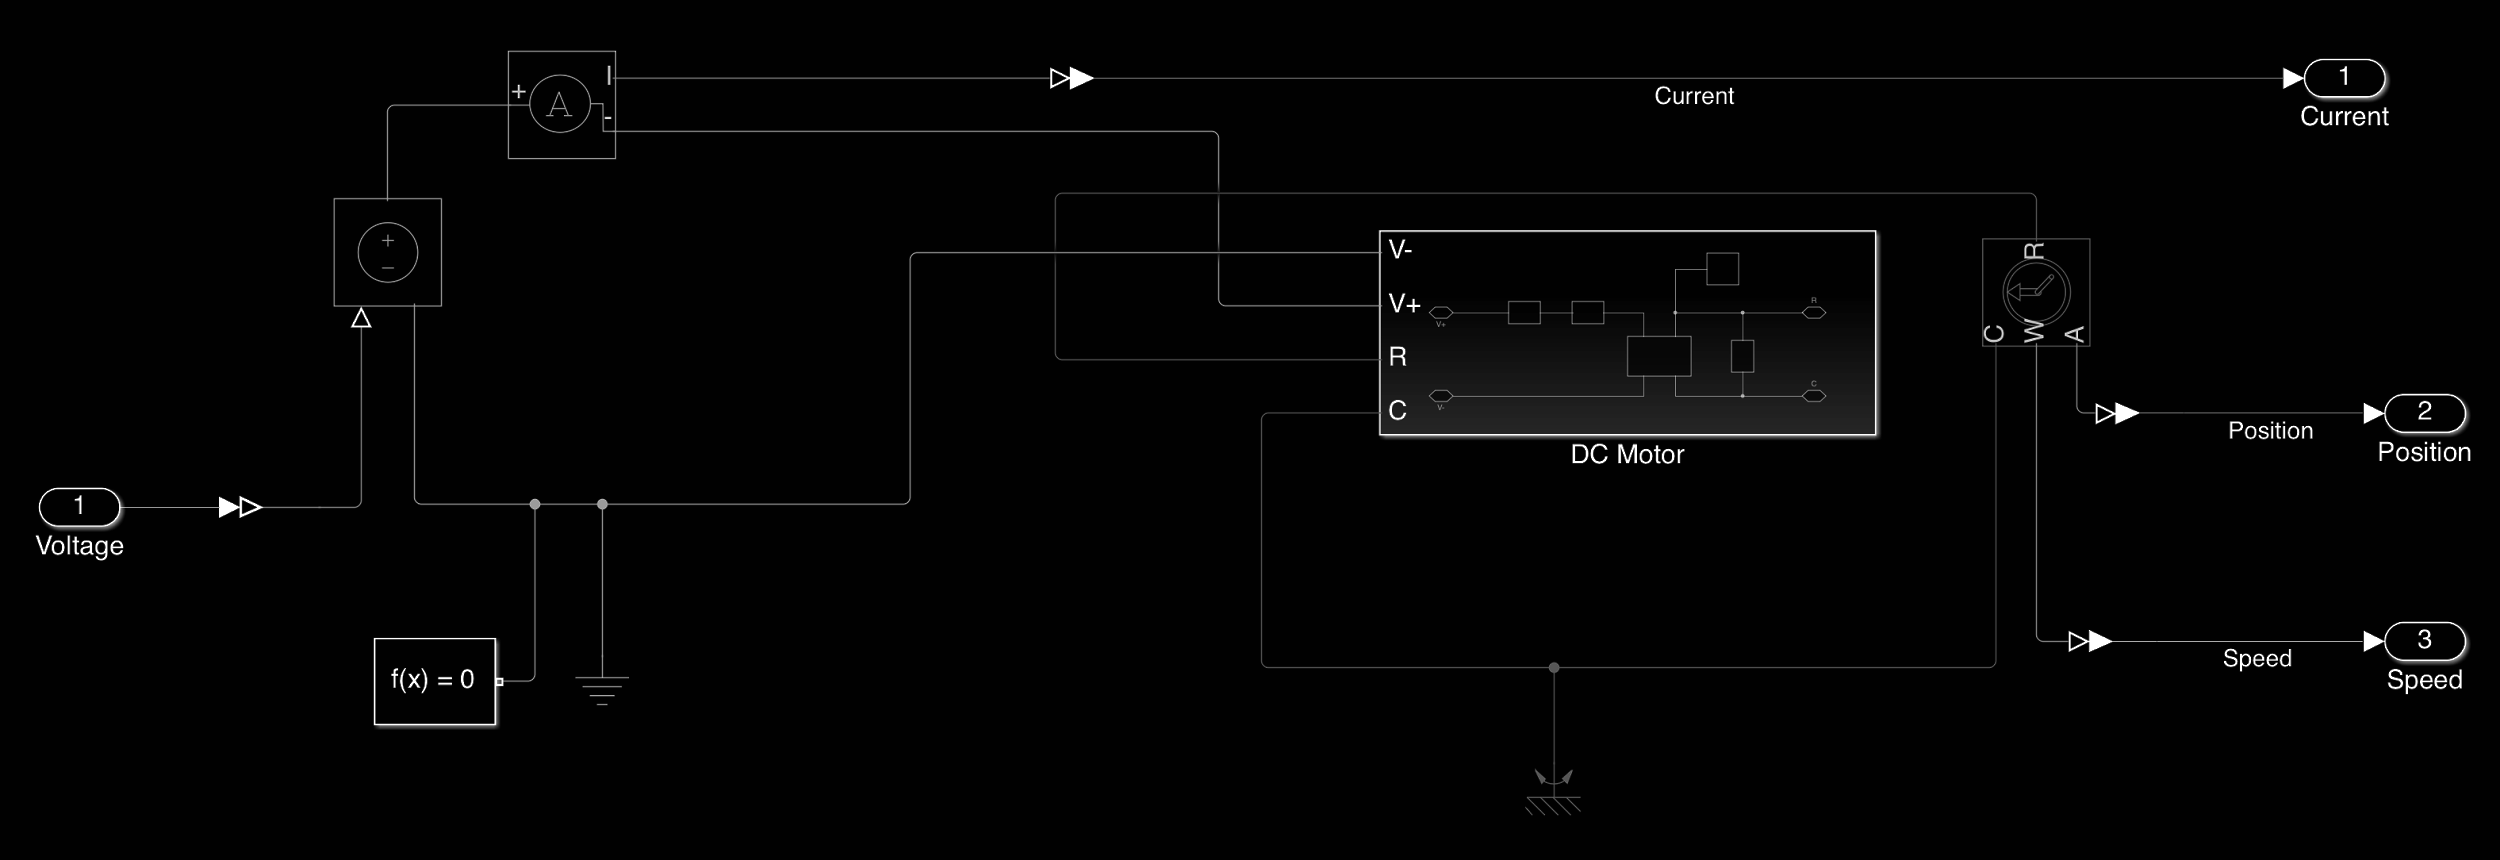 I
+
A
-
Current
1
Current
+
−
V-
V+
R
C
V+
V-
R
C
DC Motor
R
C
W
A
2
Position
Position
1
Voltage
3
Speed
Speed
f(x) = 0